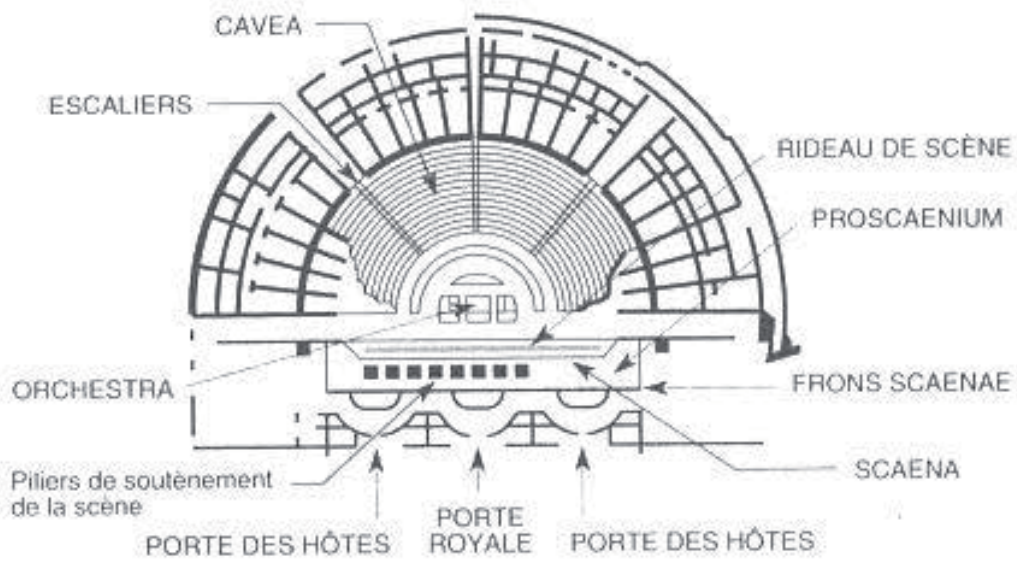 CAVEA
ESCALIERS
RIDEAU DE SCÈNE
PROSCAENIUM
ORCHESTRA
FRONS SCAENAE
SCAENA
Piliers de soutènement
de la scène
PORTE DES HÔTES
PORTE
ROYALE
PORTE DES HÔTES